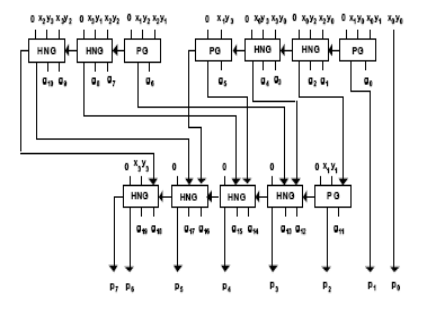 0 x₂y₃ x₃y₂ 0 x₃y₁ x₂y₂ 0 x₁y₂ x₂y₁ 0 x₁y₃ 0 x₀y₃ x₃y₀ 0 x₀y₂ x₂y₀ 0 x₁y₀ x₀y₁ x₀y₀
HNG HNG PG PG HNG HNG PG
g₁₀ g₉ g₈ g₇ g₆ g₅ g₄ g₃ g₂ g₁ g₀
0 x₃y₃ 0 0 0 0 x₁y₁
HNG HNG HNG HNG PG
g₁₉ g₁₈ g₁₇ g₁₆ g₁₅ g₁₄ g₁₃ g₁₂ g₁₁
p₇ p₆ p₅ p₄ p₃ p₂ p₁ p₀